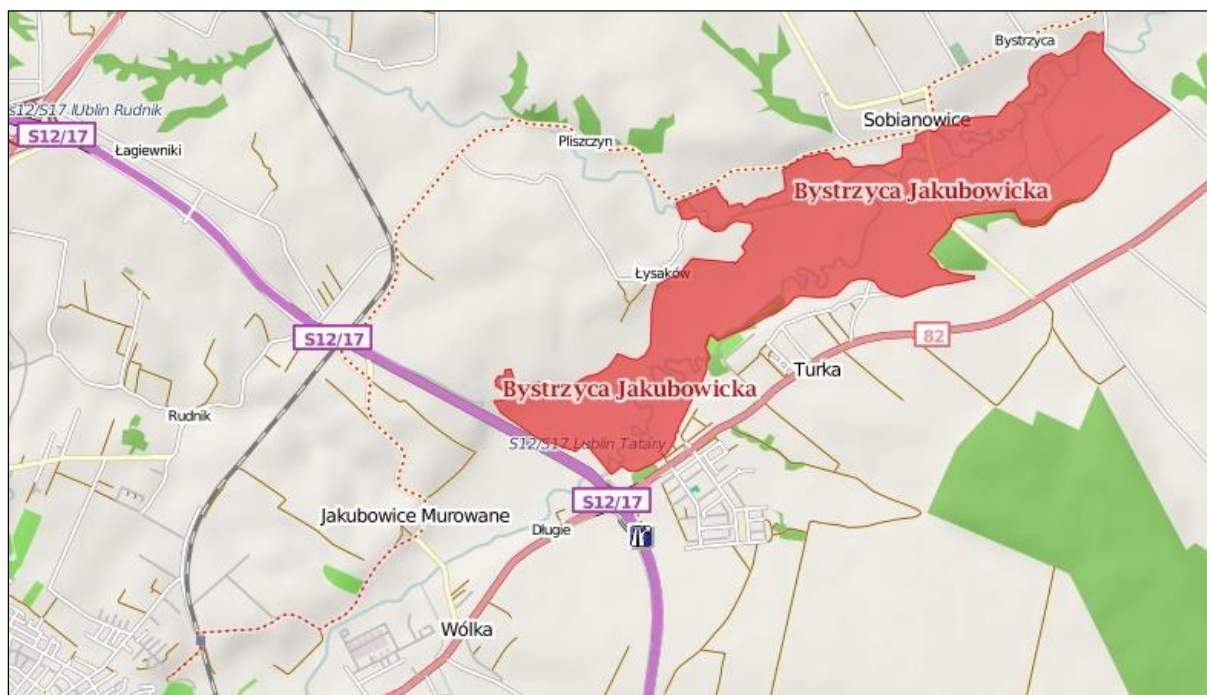 Bystrzyca
s12/S17 lUblin Rudnik
Sobianowice
S12/17
Łagiewniki
Pliszczyn
Bystrzyca Jakubowicka
Łysaków
S12/17
82
Turka
Bystrzyca Jakubowicka
Rudnik
S12/S17 Lublin Tatary
S12/17
Jakubowice Murowane
Długie
Wólka